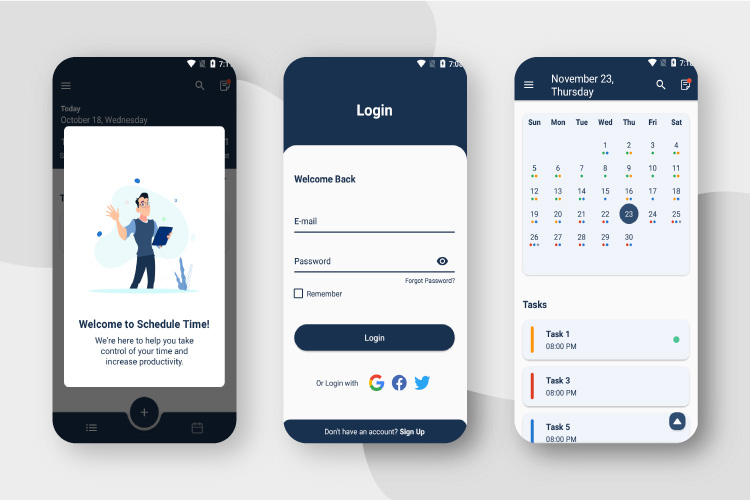 7:1
Today
October 18, Wednesday
Welcome to Schedule Time!
We're here to help you take
control of your time and
increase productivity.
+
7:0
Login
Welcome Back
E-mail
Password
Forgot Password?
Remember
Login
Or Login with
Don't have an account? Sign Up
7:1
November 23,
Thursday
Sun Mon Tue Wed Thu Fri Sat
1 2 3 4
5 6 7 8 9 10 11
12 13 14 15 16 17 18
19 20 21 22 23 24 25
26 27 28 29 30
Tasks
Task 1
08:00 PM
Task 3
08:00 PM
Task 5
08:00 PM